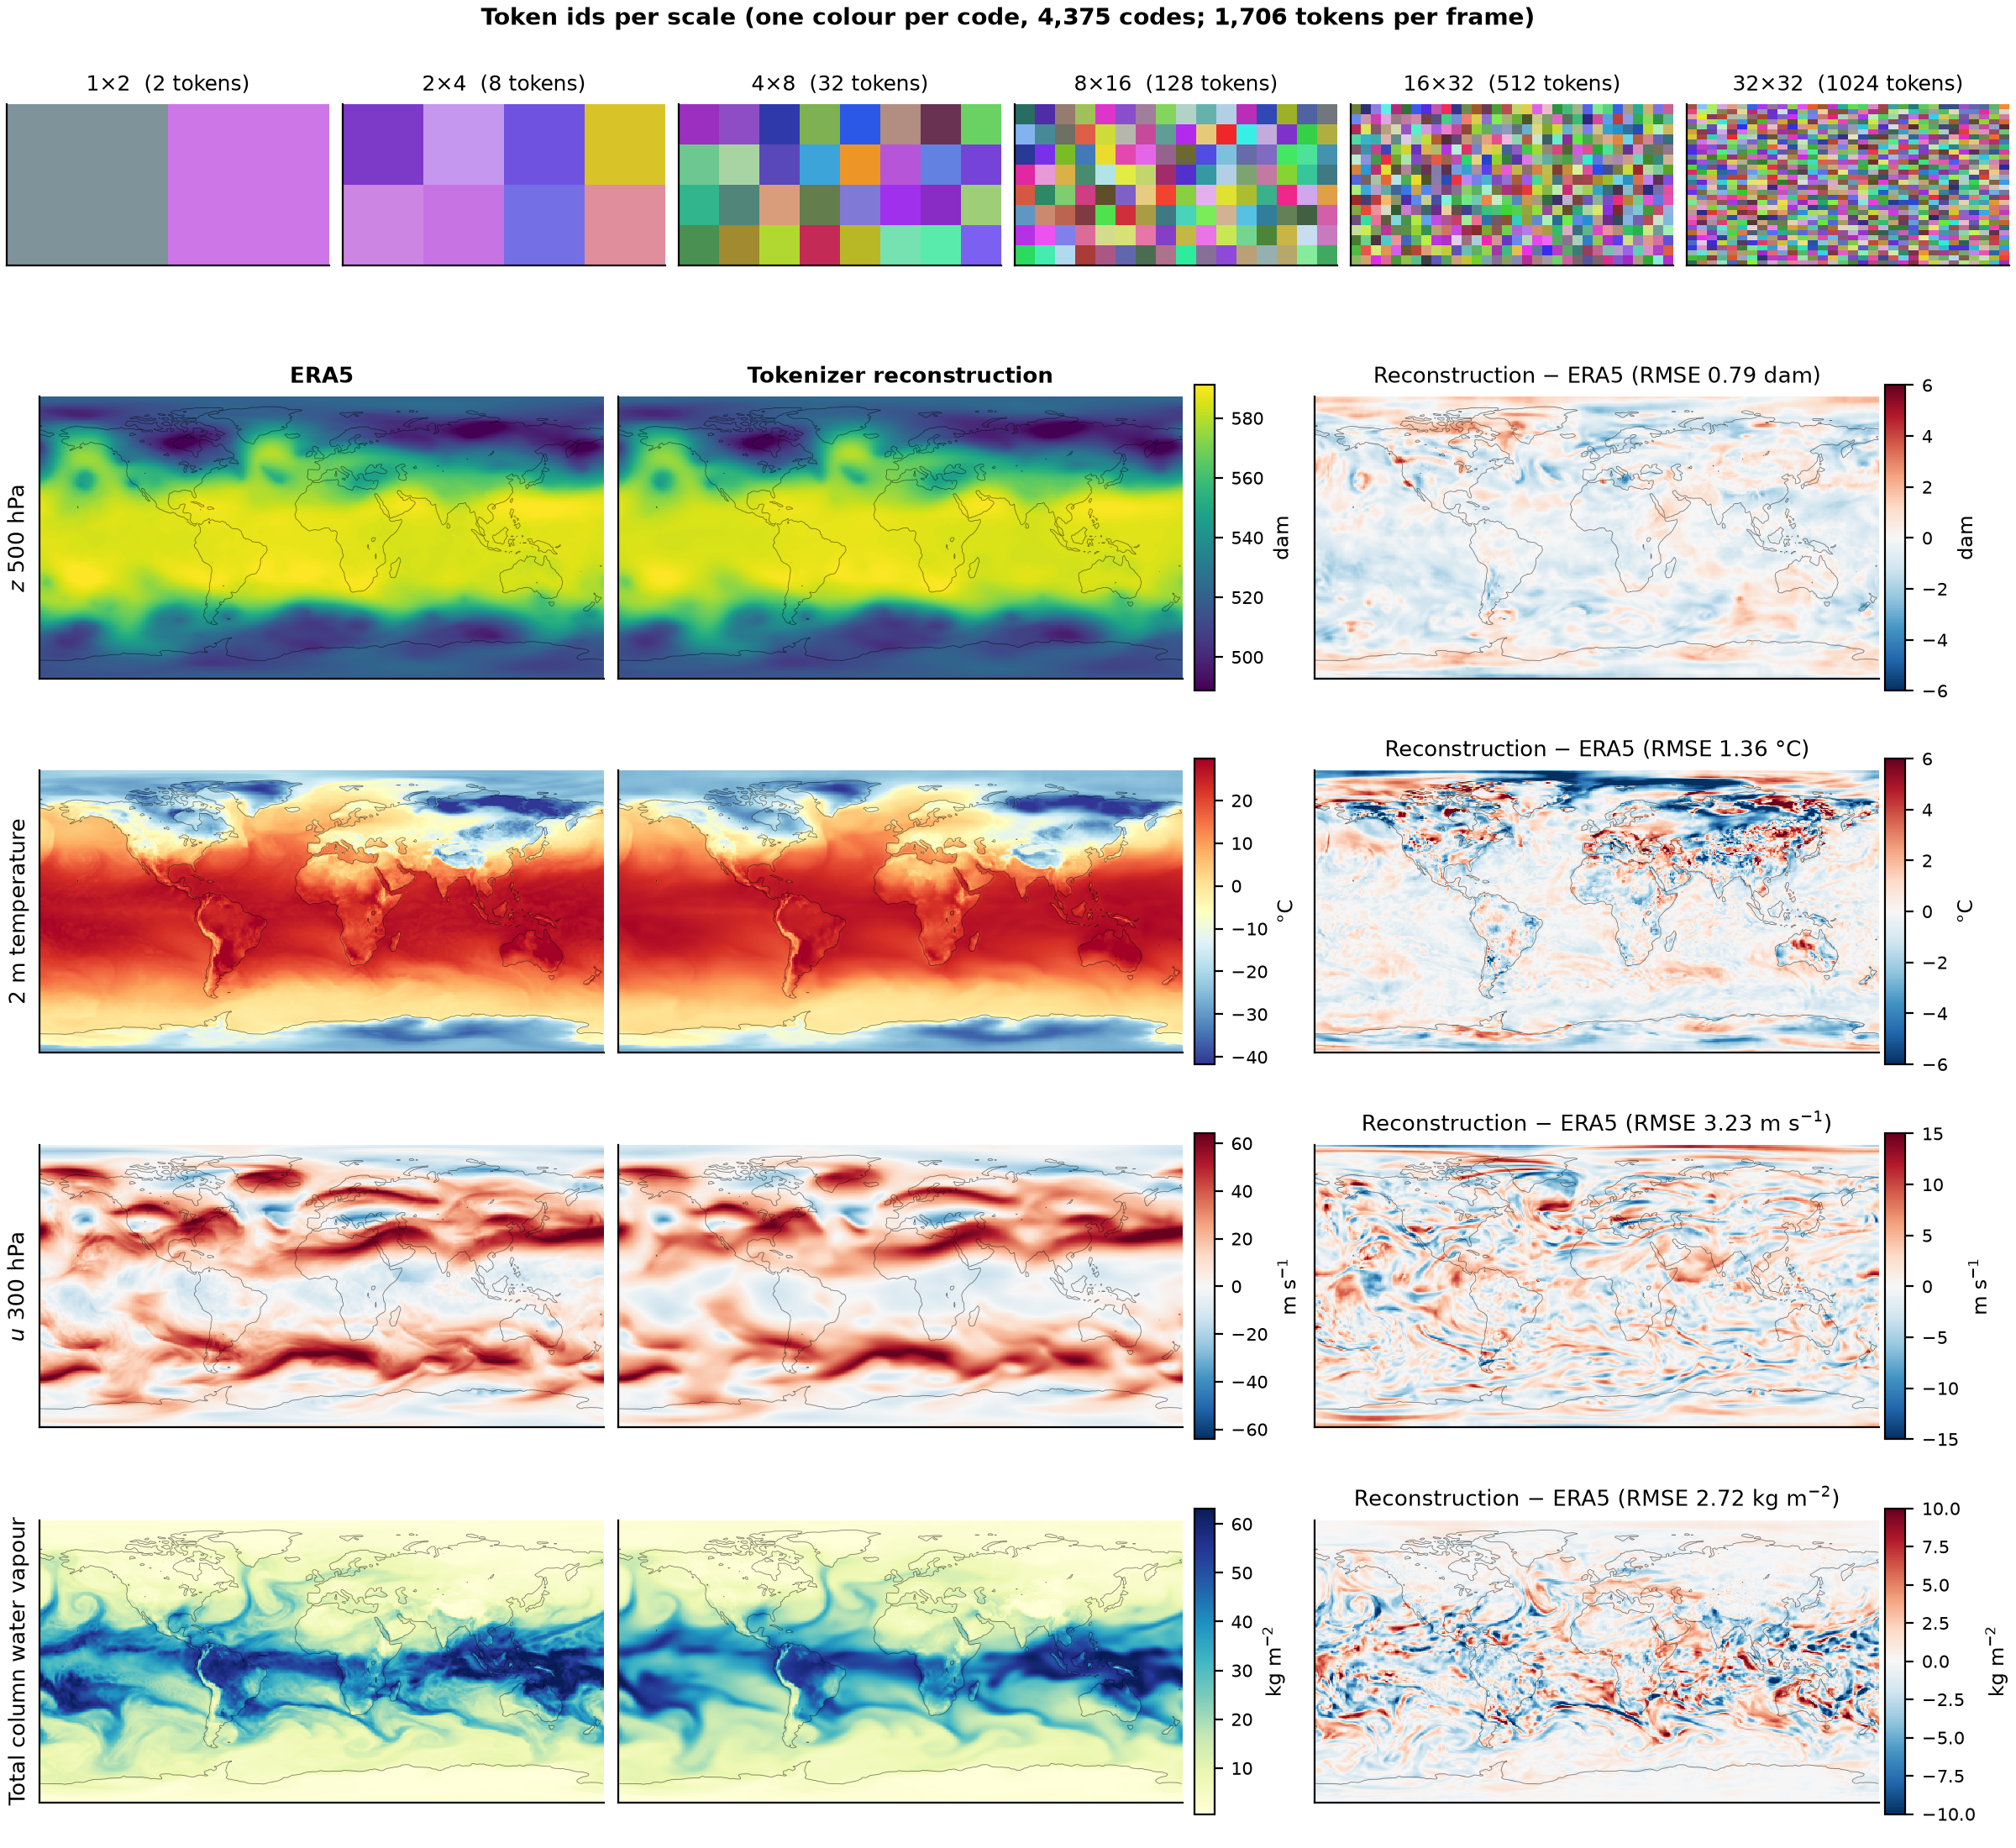 Token ids per scale (one colour per code, 4,375 codes; 1,706 tokens per frame)
1×2 (2 tokens)
2×4 (8 tokens)
4×8 (32 tokens)
8×16 (128 tokens)
16×32 (512 tokens)
32×32 (1024 tokens)
ERA5
Tokenizer reconstruction
Reconstruction − ERA5 (RMSE 0.79 dam)
z 500 hPa
580
560
540
520
500
dam
6
4
2
0
−2
−4
−6
dam
Reconstruction − ERA5 (RMSE 1.36 °C)
2 m temperature
20
10
0
−10
−20
−30
−40
°C
6
4
2
0
−2
−4
−6
°C
Reconstruction − ERA5 (RMSE 3.23 m s⁻¹)
u 300 hPa
60
40
20
0
−20
−40
−60
m s⁻¹
15
10
5
0
−5
−10
−15
m s⁻¹
Reconstruction − ERA5 (RMSE 2.72 kg m⁻²)
Total column water vapour
60
50
40
30
20
10
kg m⁻²
10.0
7.5
5.0
2.5
0.0
−2.5
−5.0
−7.5
−10.0
kg m⁻²